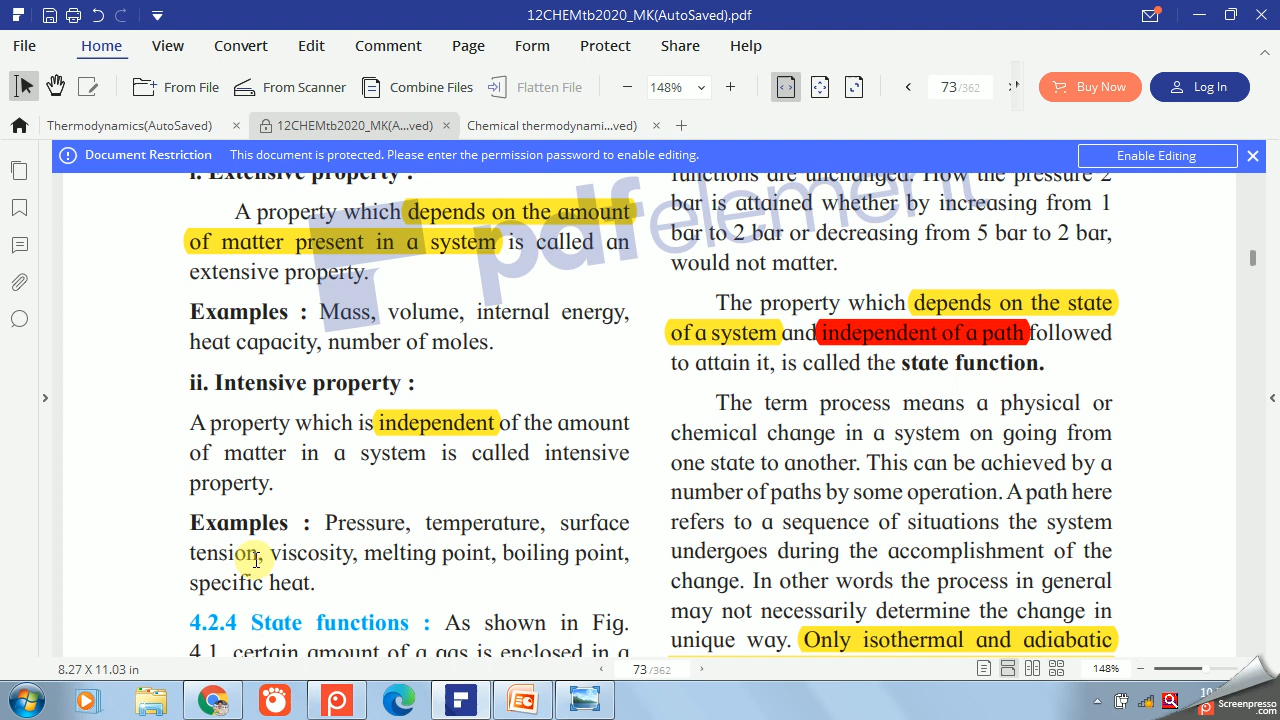 12CHEMtb2020_MK(AutoSaved).pdf
File Home View Convert Edit Comment Page Form Protect Share Help
From File From Scanner Combine Files Flatten File 148% 73/362 Buy Now Log In
Thermodynamics(AutoSaved) × 12CHEMtb2020_MK(A...ved) × Chemical thermodynami...ved) × +
Document Restriction This document is protected. Please enter the permission password to enable editing. Enable Editing
i. Extensive property :
A property which depends on the amount
of matter present in a system is called an
extensive property.
Examples : Mass, volume, internal energy,
heat capacity, number of moles.
ii. Intensive property :
A property which is independent of the amount
of matter in a system is called intensive
property.
Examples : Pressure, temperature, surface
tension, viscosity, melting point, boiling point,
specific heat.
4.2.4 State functions : As shown in Fig.
4.1, certain amount of a gas is enclosed in a
functions are unchanged. How the pressure 2
bar is attained whether by increasing from 1
bar to 2 bar or decreasing from 5 bar to 2 bar,
would not matter.
The property which depends on the state
of a system and independent of a path followed
to attain it, is called the state function.
The term process means a physical or
chemical change in a system on going from
one state to another. This can be achieved by a
number of paths by some operation. A path here
refers to a sequence of situations the system
undergoes during the accomplishment of the
change. In other words the process in general
may not necessarily determine the change in
unique way. Only isothermal and adiabatic
pdfelement
8.27 X 11.03 in 73/362 148%
Screenpresso
.com